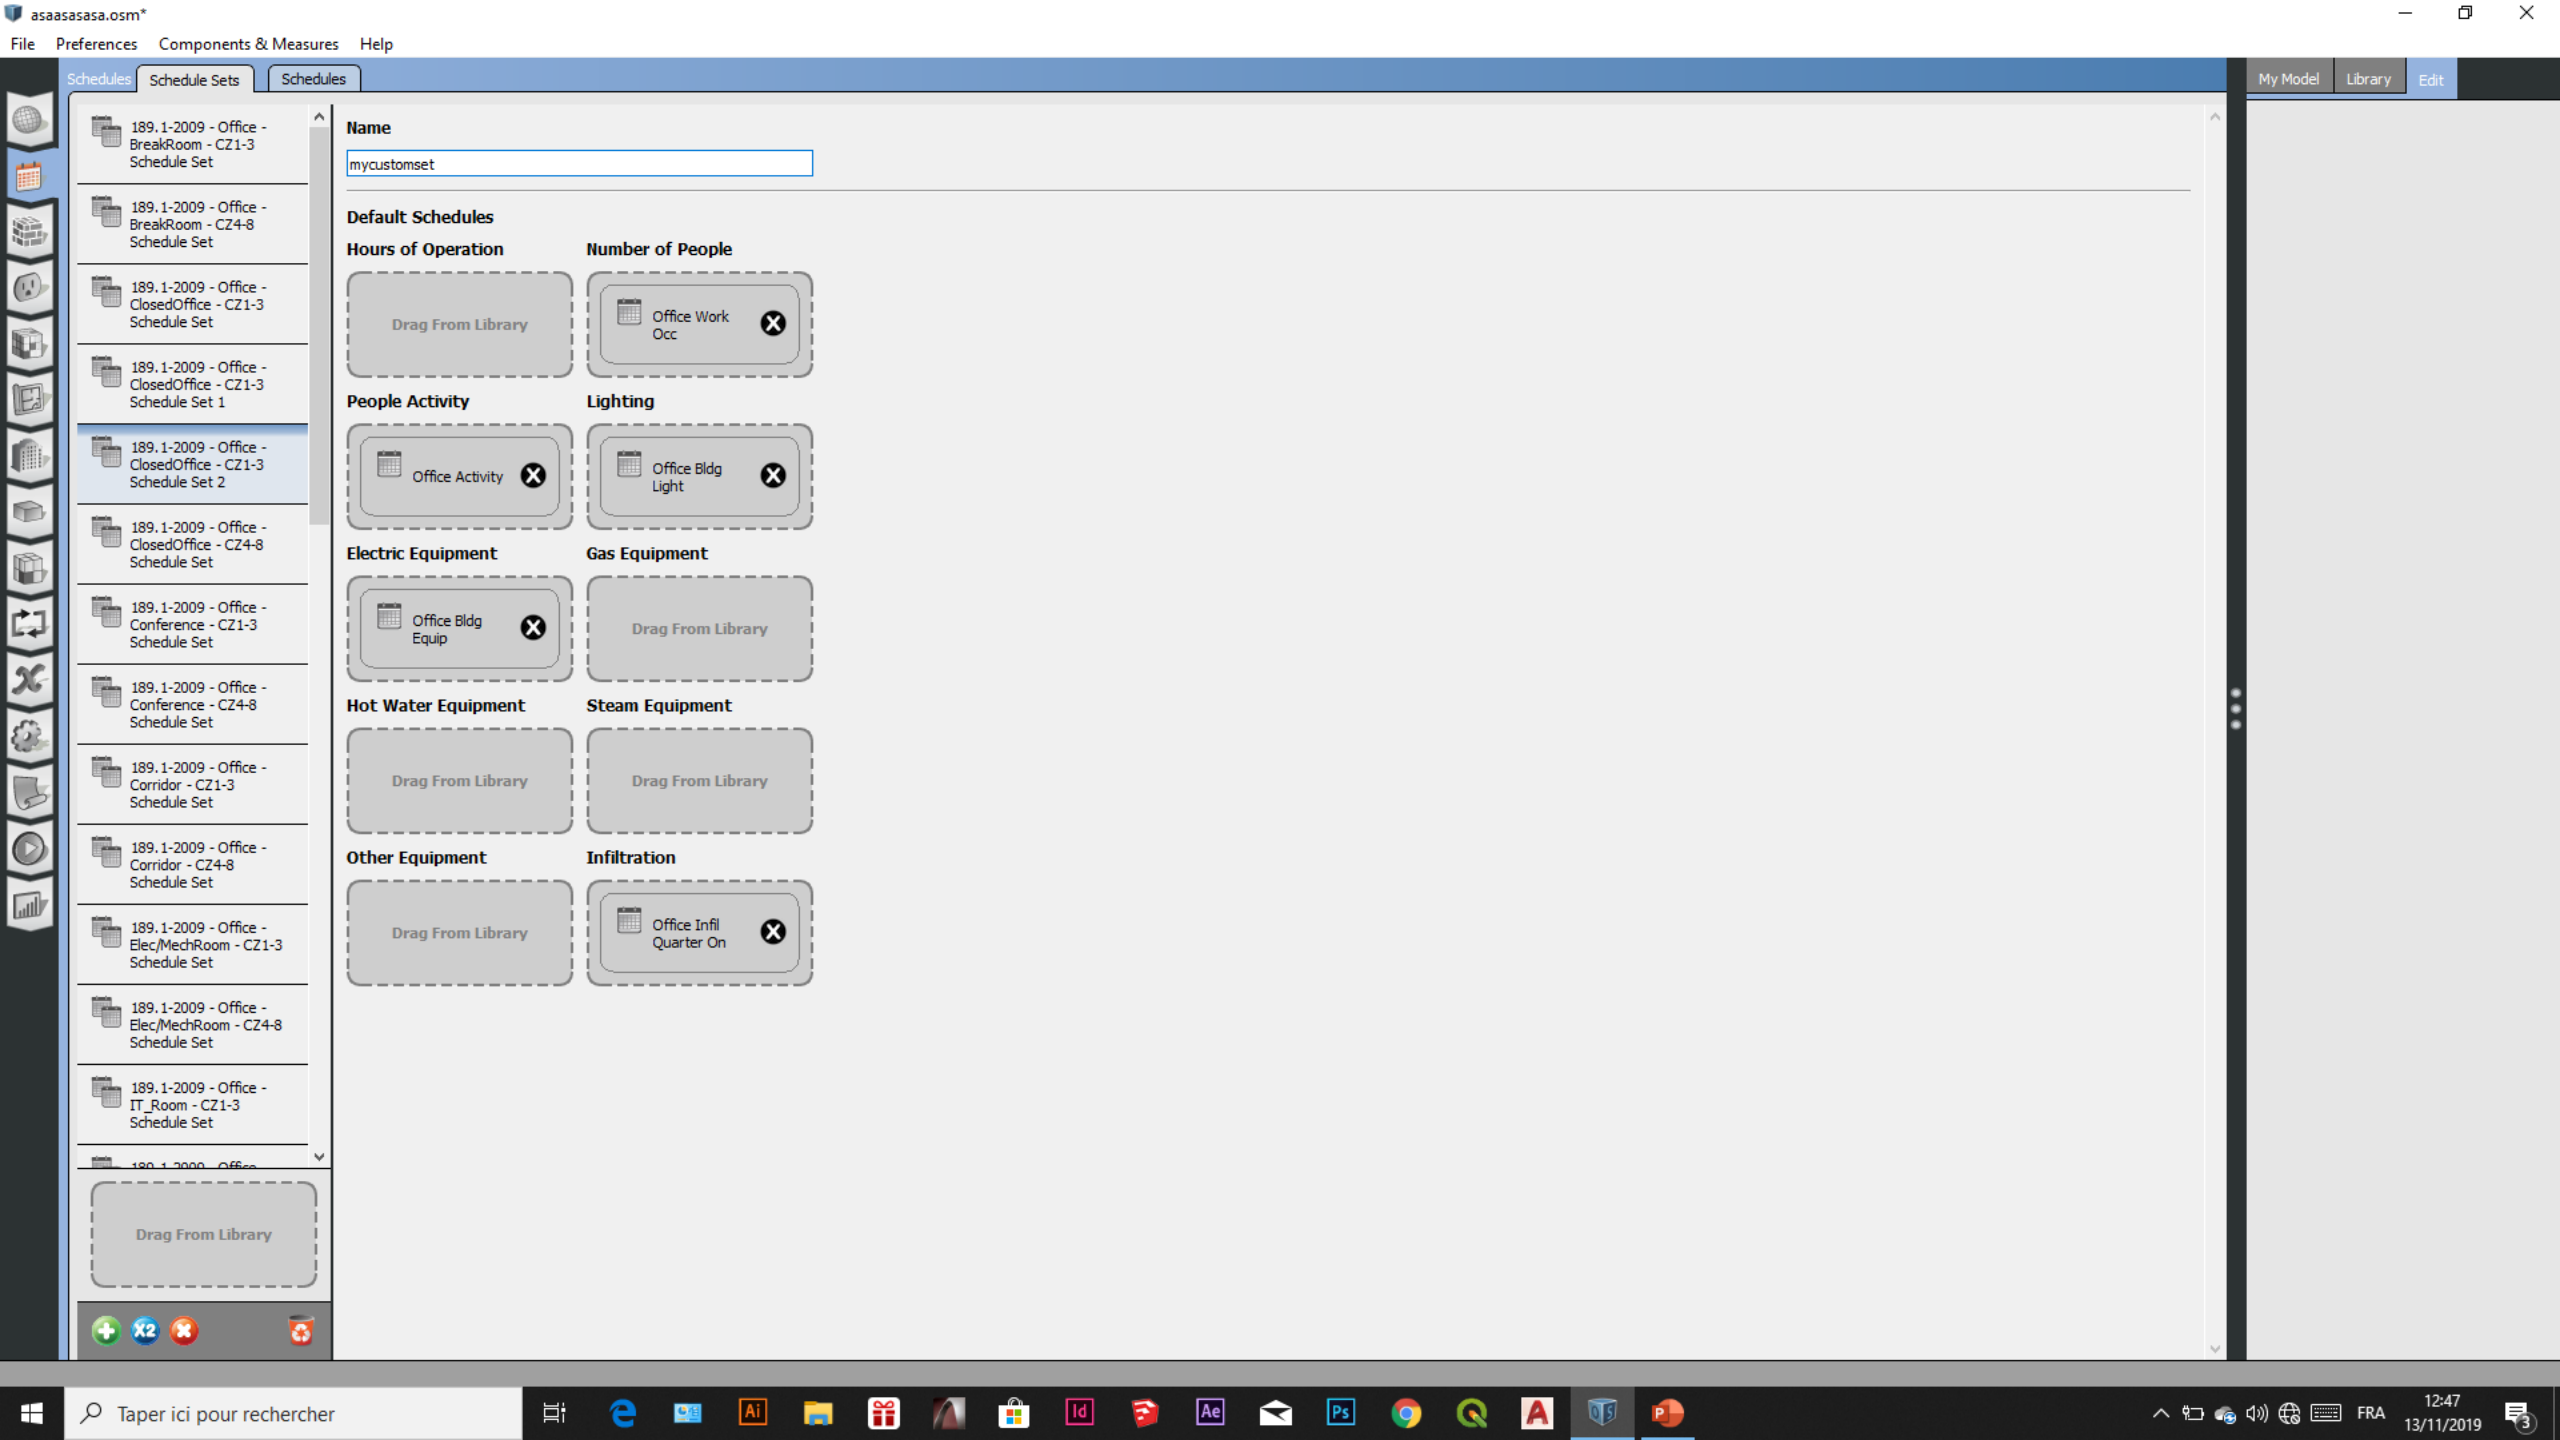 asaasasasa.osm*
File Preferences Components & Measures Help
Schedules Schedule Sets Schedules
My Model Library Edit
189.1-2009 - Office -
BreakRoom - CZ1-3
Schedule Set
189.1-2009 - Office -
BreakRoom - CZ4-8
Schedule Set
189.1-2009 - Office -
ClosedOffice - CZ1-3
Schedule Set
189.1-2009 - Office -
ClosedOffice - CZ1-3
Schedule Set 1
189.1-2009 - Office -
ClosedOffice - CZ1-3
Schedule Set 2
189.1-2009 - Office -
ClosedOffice - CZ4-8
Schedule Set
189.1-2009 - Office -
Conference - CZ1-3
Schedule Set
189.1-2009 - Office -
Conference - CZ4-8
Schedule Set
189.1-2009 - Office -
Corridor - CZ1-3
Schedule Set
189.1-2009 - Office -
Corridor - CZ4-8
Schedule Set
189.1-2009 - Office -
Elec/MechRoom - CZ1-3
Schedule Set
189.1-2009 - Office -
Elec/MechRoom - CZ4-8
Schedule Set
189.1-2009 - Office -
IT_Room - CZ1-3
Schedule Set
189.1-2009 - Office -
Drag From Library
X2
Name
mycustomset
Default Schedules
Hours of Operation Number of People
Drag From Library
Office Work
Occ
People Activity Lighting
Office Activity
Office Bldg
Light
Electric Equipment Gas Equipment
Office Bldg
Equip
Drag From Library
Hot Water Equipment Steam Equipment
Drag From Library Drag From Library
Other Equipment Infiltration
Drag From Library
Office Infil
Quarter On
Taper ici pour rechercher
Ai
Id
Ae
Ps
P
FRA
12:47
13/11/2019
3